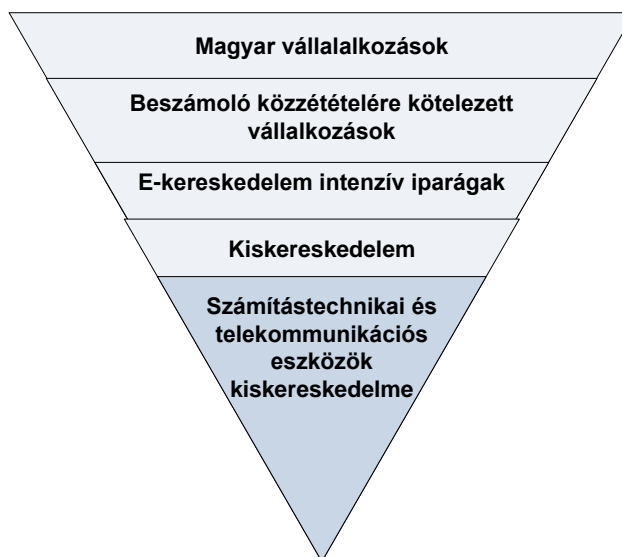 Magyar vállalalkozások
Beszámoló közzétételére kötelezett
vállalkozások
E-kereskedelem intenzív iparágak
Kiskereskedelem
Számítástechnikai és
telekommunikációs
eszközök
kiskereskedelme